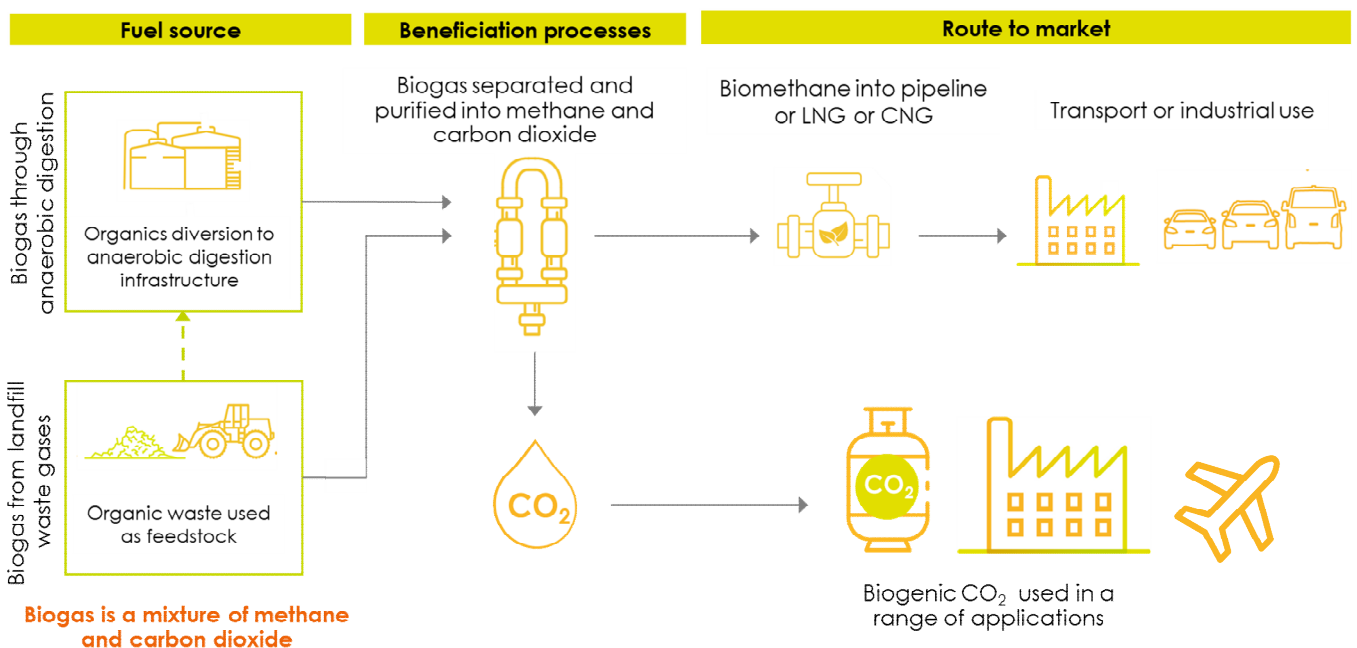 Fuel source
Beneficiation processes
Route to market
Biogas through
anaerobic digestion
Organics diversion to
anaerobic digestion
infrastructure
Biogas separated and
purified into methane and
carbon dioxide
Biomethane into pipeline
or LNG or CNG
Transport or industrial use
Biogas from landfill
waste gases
Organic waste used
as feedstock
CO₂
CO₂
Biogenic CO₂ used in a
range of applications
Biogas is a mixture of methane
and carbon dioxide